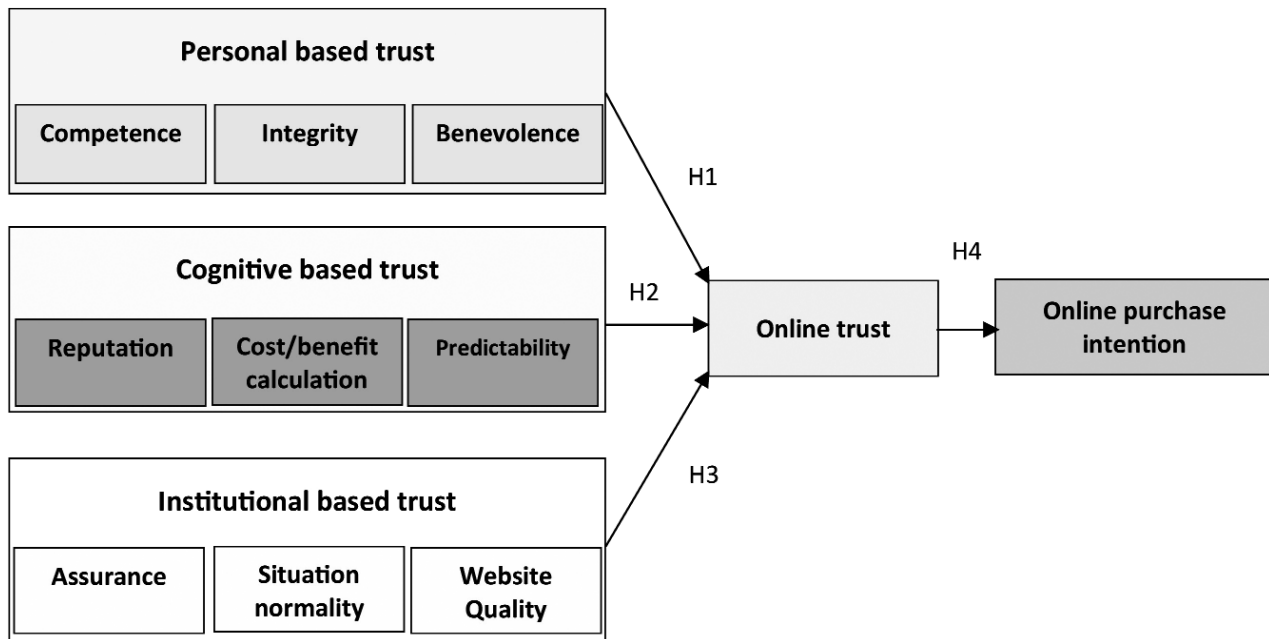 Personal based trust
Competence
Integrity
Benevolence
H1
Cognitive based trust
Reputation
Cost/benefit
calculation
Predictability
H2
Institutional based trust
Assurance
Situation
normality
Website
Quality
H3
Online trust
H4
Online purchase
intention